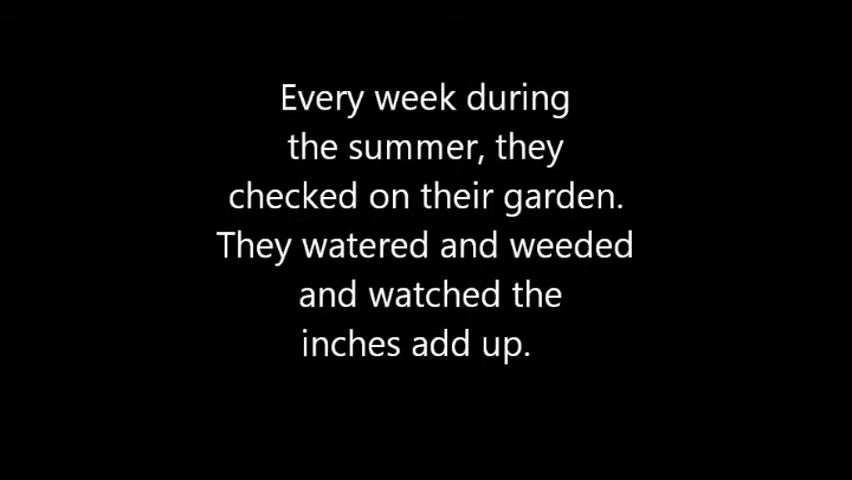 Every week during
the summer, they
checked on their garden.
They watered and weeded
and watched the
inches add up.